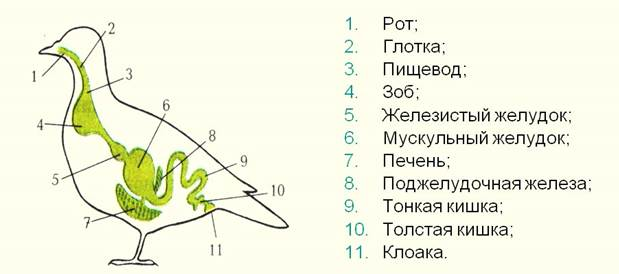 1. Рот;
2. Глотка;
3. Пищевод;
4. Зоб;
5. Железистый желудок;
6. Мускульный желудок;
7. Печень;
8. Поджелудочная железа;
9. Тонкая кишка;
10. Толстая кишка;
11. Клоака.
1
2
3
4
5
6
7
8
9
10
11